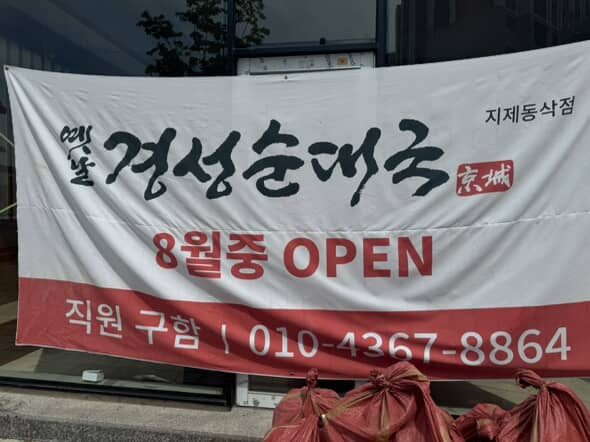 지제동삭점
옛날 경성순대국 京城
8월중 OPEN
직원 구함 | 010-4367-8864